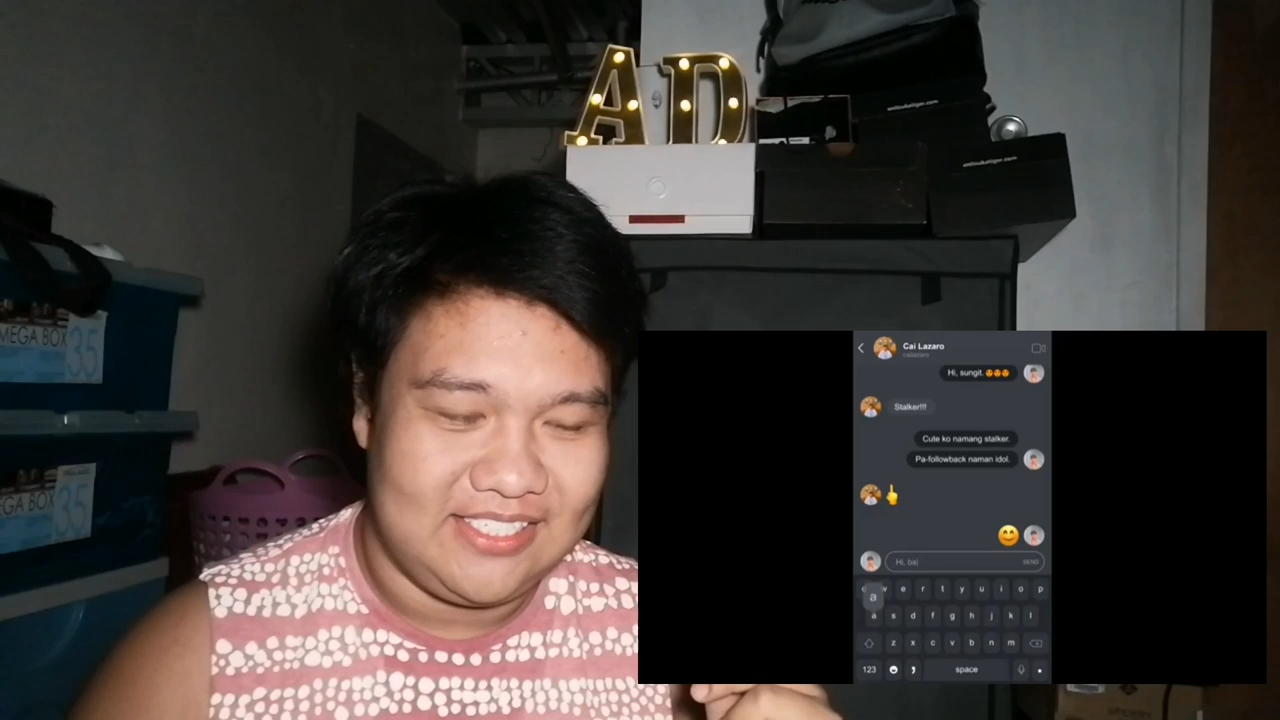 AD
MEGA BOX
35
EGA BOX
35
Cai Lazaro
Hi, sungit. 😍😍😍
Stalker!!!
Cute ko namang stalker.
Pa-followback naman idol.
🖕
😊
Hi, ba
SEND
a
w e r t y u i o p
a s d f g h j k l
z x c v b n m
123 , space .